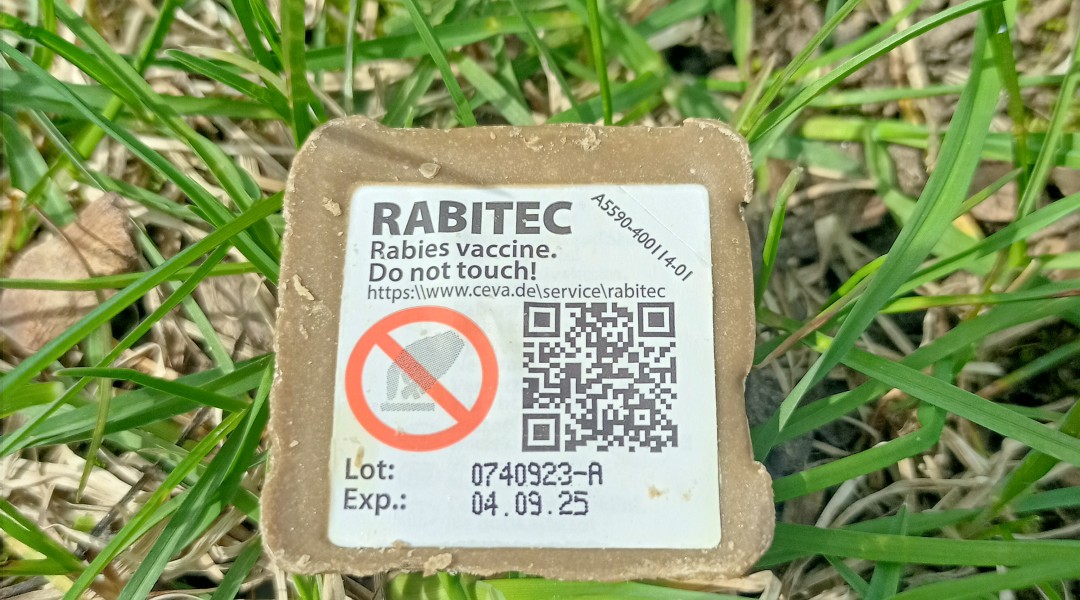 RABITEC
A5590-400114-01
Rabies vaccine.
Do not touch!
https:\\www.ceva.de\service\rabitec
Lot: 0740923-A
Exp.: 04.09.25